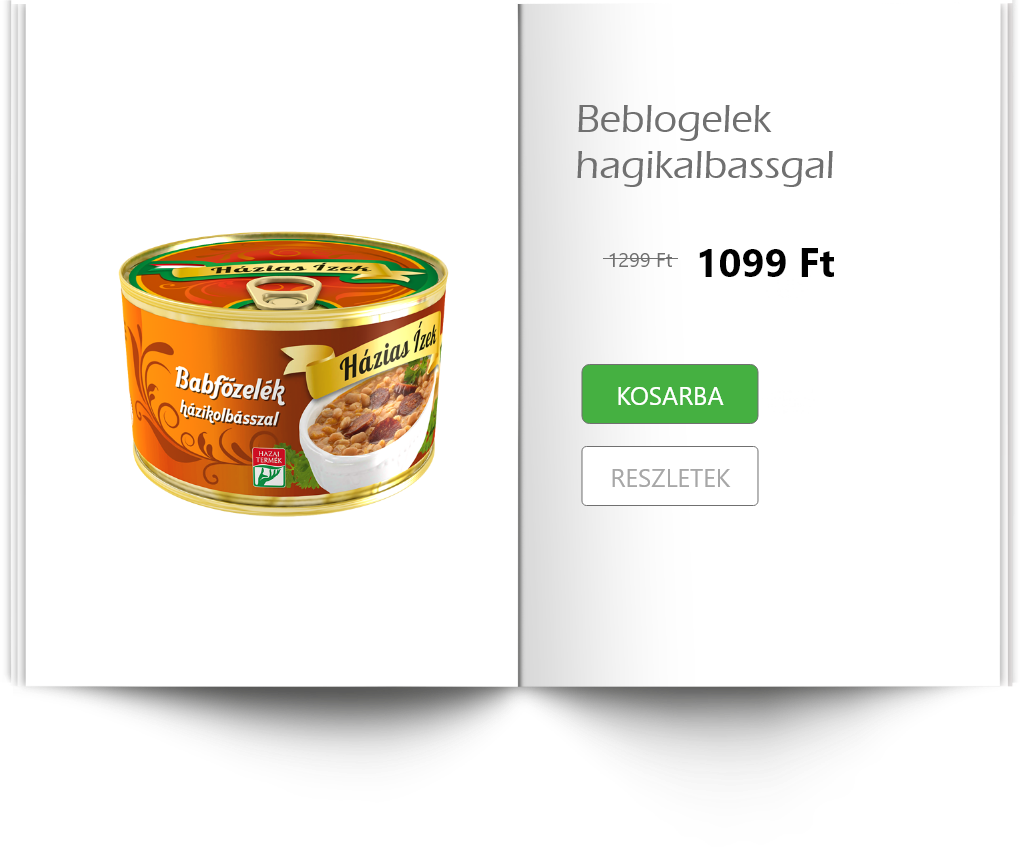 Házias Ízek
Házias Ízek
Babfőzelék
házikolbásszal
HAZAI
TERMÉK
Beblogelek
hagikalbassgal
1299 Ft
1099 Ft
KOSARBA
RESZLETEK